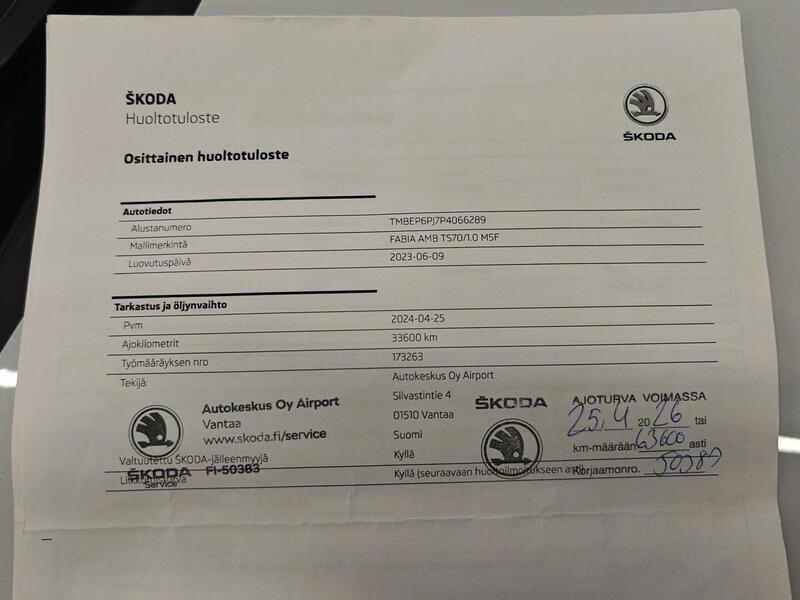 ŠKODA
Huoltotuloste
ŠKODA
Osittainen huoltotuloste
Autotiedot
Alustanumero TMBEP6PJ7P4066289
Mallimerkintä FABIA AMB TS70/1.0 M5F
Luovutuspäivä 2023-06-09
Tarkastus ja öljynvaihto
Pvm 2024-04-25
Ajokilometrit 33600 km
Työmääräyksen nro 173263
Tekijä: Autokeskus Oy Airport
Silvastintie 4
01510 Vantaa
Suomi
Autokeskus Oy Airport
Vantaa
www.skoda.fi/service
ŠKODA AJOTURVA VOIMASSA
25.4 2026 tai
km-määrään 63600 asti
Valtuutettu ŠKODA-jälleenmyyjä Kyllä
Liikkumisturva Kyllä (seuraavaan huoltoilmoitukseen asti)
ŠKODA FI-50383
Service
Korjaamonro. 50383